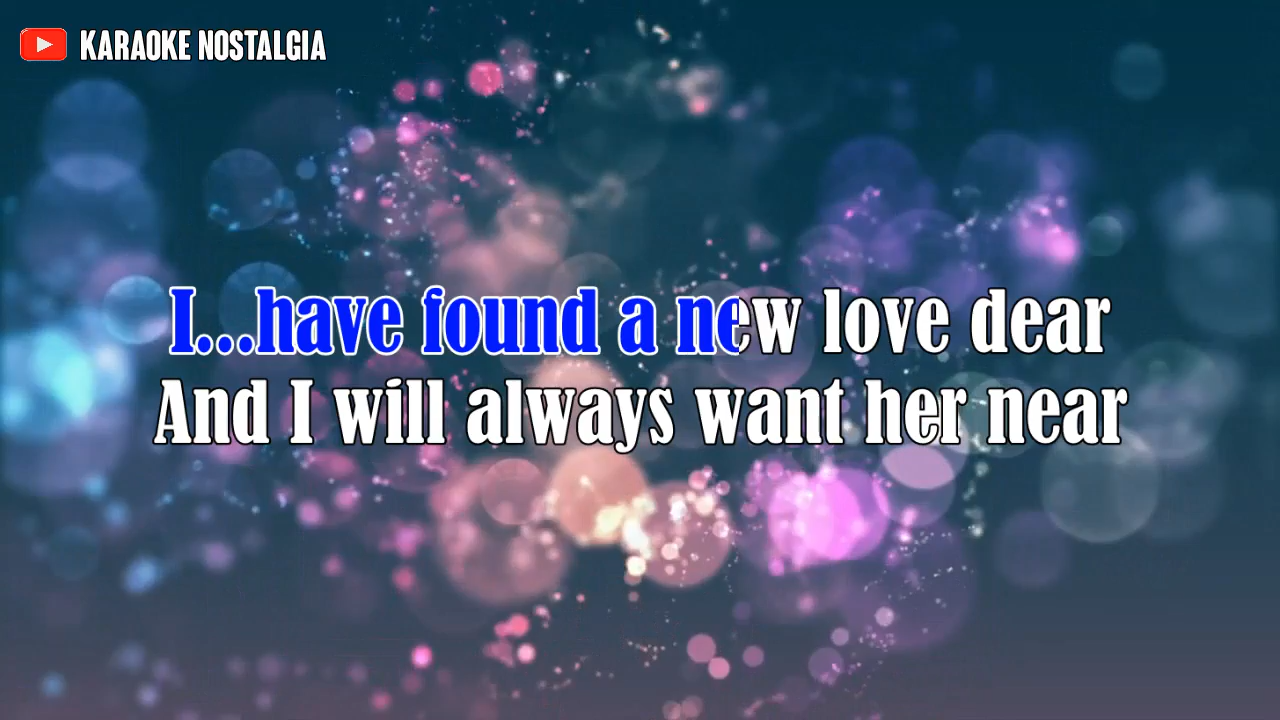 KARAOKE NOSTALGIA
I...have found a new love dear
And I will always want her near